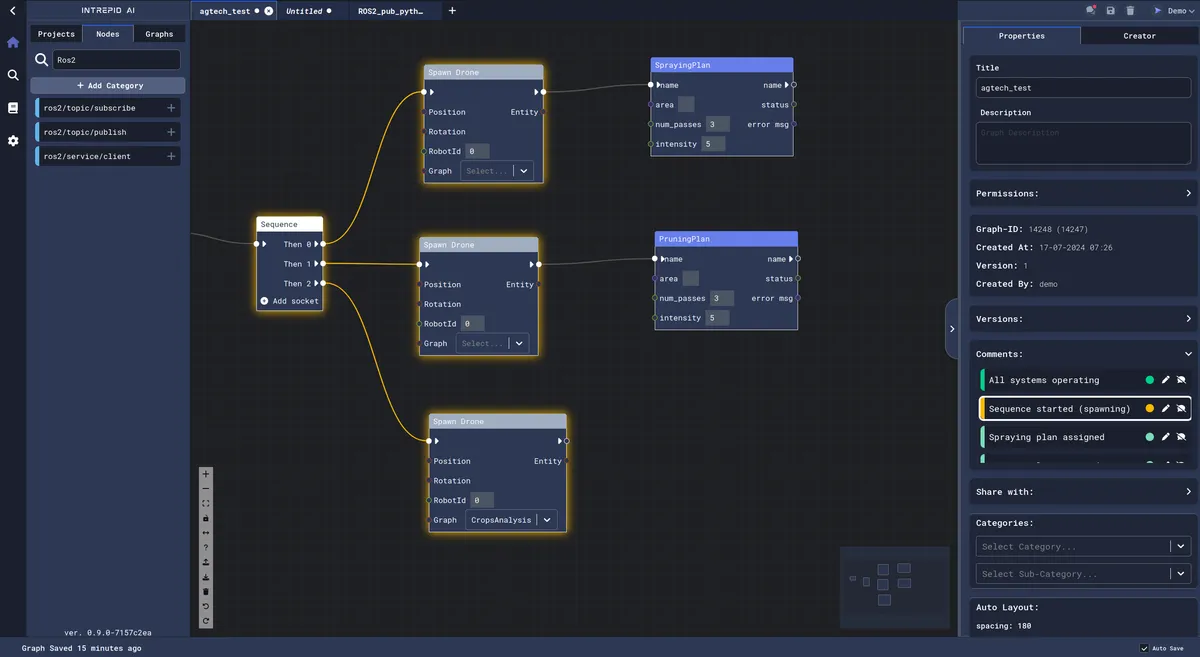 INTREPID AI
agtech_test
Untitled
ROS2_pub_pyth…
Demo
Projects
Nodes
Graphs
Ros2
+ Add Category
ros2/topic/subscribe
ros2/topic/publish
ros2/service/client
ver. 0.9.0-7157c2ea
Sequence
Then 0
Then 1
Then 2
Add socket
Spawn Drone
Position
Entity
Rotation
RobotId 0
Graph Select...
Spawn Drone
Position
Entity
Rotation
RobotId 0
Graph Select...
Spawn Drone
Position
Entity
Rotation
RobotId 0
Graph CropsAnalysis
SprayingPlan
name name
area status
num_passes 3 error msg
intensity 5
PruningPlan
name name
area status
num_passes 3 error msg
intensity 5
Properties
Creator
Title
agtech_test
Description
Graph Description
Permissions:
Graph-ID: 14248 (14247)
Created At: 17-07-2024 07:26
Version: 1
Created By: demo
Versions:
Comments:
All systems operating
Sequence started (spawning)
Spraying plan assigned
Share with:
Categories:
Select Category...
Select Sub-Category...
Auto Layout:
spacing: 180
Graph Saved 15 minutes ago
Auto Save